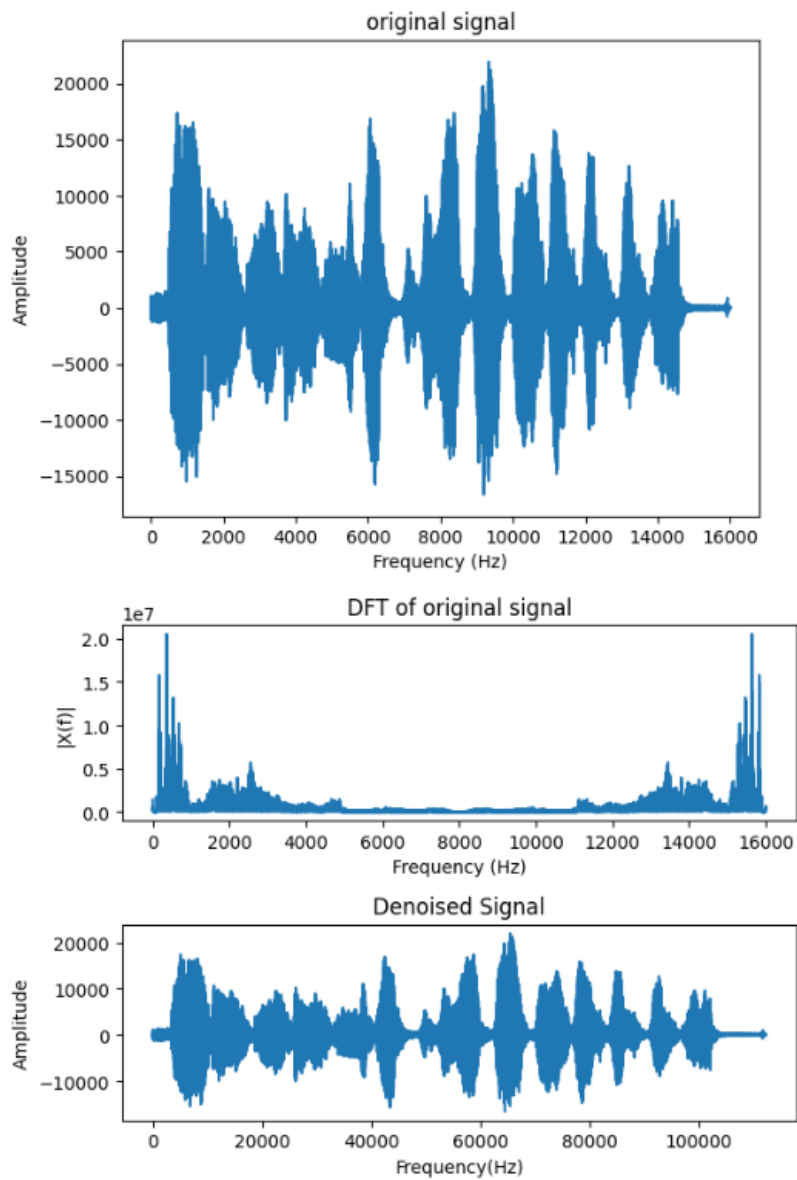 original signal
20000
15000
10000
5000
0
−5000
−10000
−15000
Amplitude
0 2000 4000 6000 8000 10000 12000 14000 16000
Frequency (Hz)
DFT of original signal
1e7
2.0
1.5
1.0
0.5
0.0
|X(f)|
0 2000 4000 6000 8000 10000 12000 14000 16000
Frequency (Hz)
Denoised Signal
20000
10000
0
−10000
Amplitude
0 20000 40000 60000 80000 100000
Frequency(Hz)